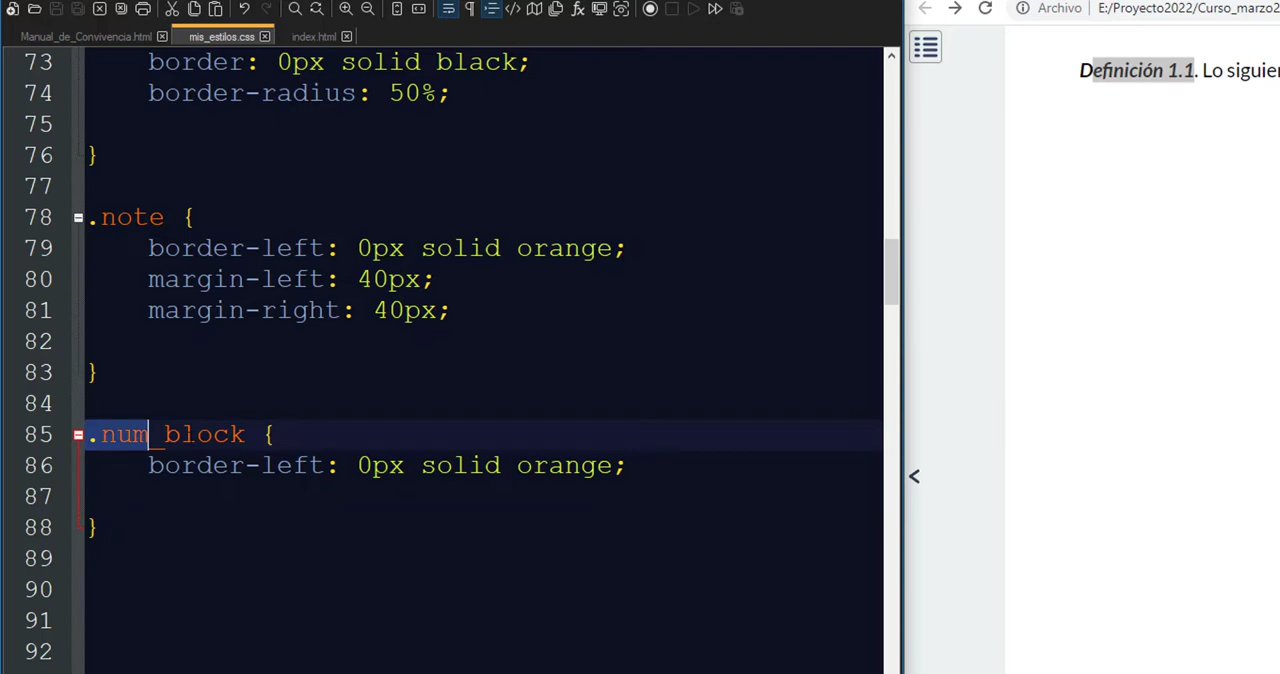 Manual_de_Convivencia.html mis_estilos.css index.html
Archivo E:/Proyecto2022/Curso_marzo2
73 border: 0px solid black;
74 border-radius: 50%;
75
76 }
77
78 .note {
79 border-left: 0px solid orange;
80 margin-left: 40px;
81 margin-right: 40px;
82
83 }
84
85 .num_block {
86 border-left: 0px solid orange;
87
88 }
89
90
91
92
Definición 1.1. Lo siguien